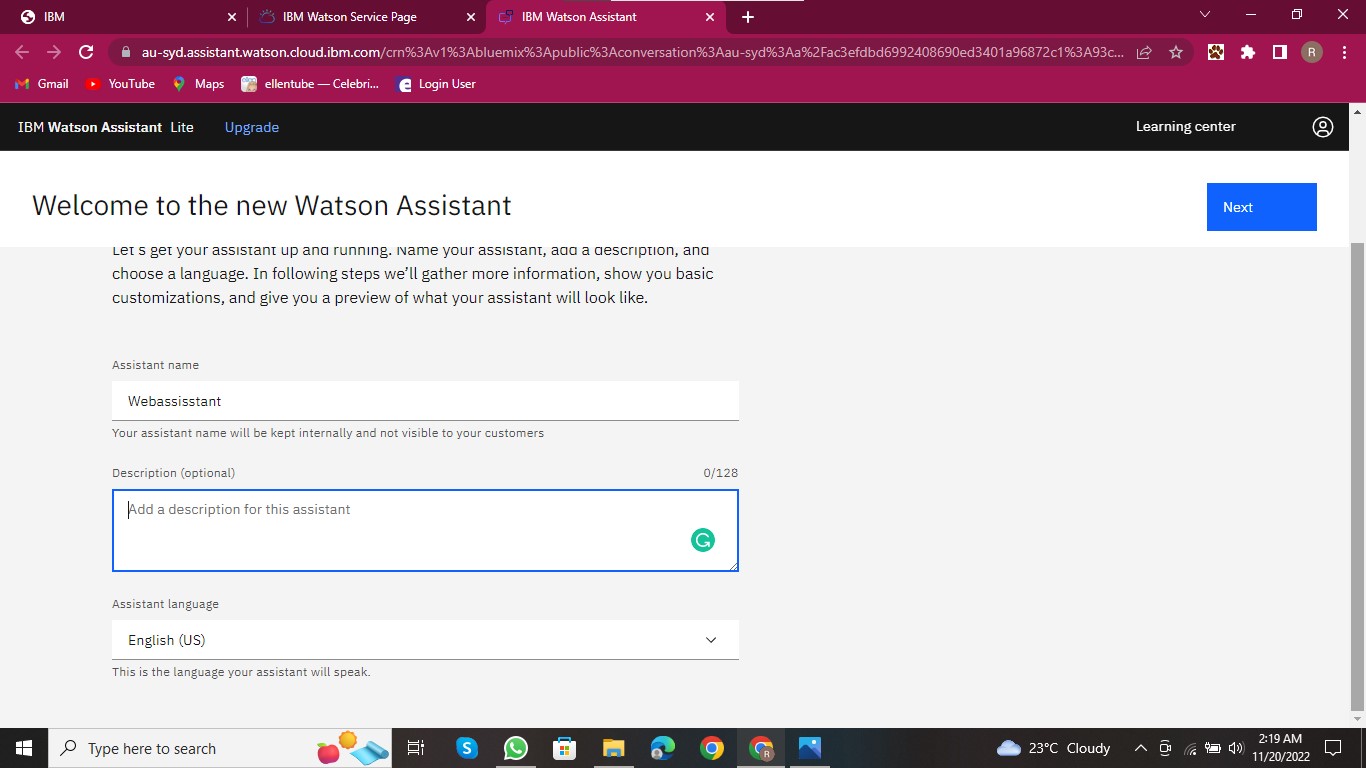 IBM
IBM Watson Service Page
IBM Watson Assistant
au-syd.assistant.watson.cloud.ibm.com/crn%3Av1%3Abluemix%3Apublic%3Aconversation%3Aau-syd%3Aa%2Fac3efdbd6992408690ed3401a96872c1%3A93c...
R
Gmail
YouTube
Maps
ellentube — Celebri...
Login User
IBM Watson Assistant Lite
Upgrade
Learning center
Welcome to the new Watson Assistant
Next
Let's get your assistant up and running. Name your assistant, add a description, and
choose a language. In following steps we'll gather more information, show you basic
customizations, and give you a preview of what your assistant will look like.
Assistant name
Webassisstant
Your assistant name will be kept internally and not visible to your customers
Description (optional)
0/128
Add a description for this assistant
Assistant language
English (US)
This is the language your assistant will speak.
Type here to search
23°C Cloudy
2:19 AM
11/20/2022